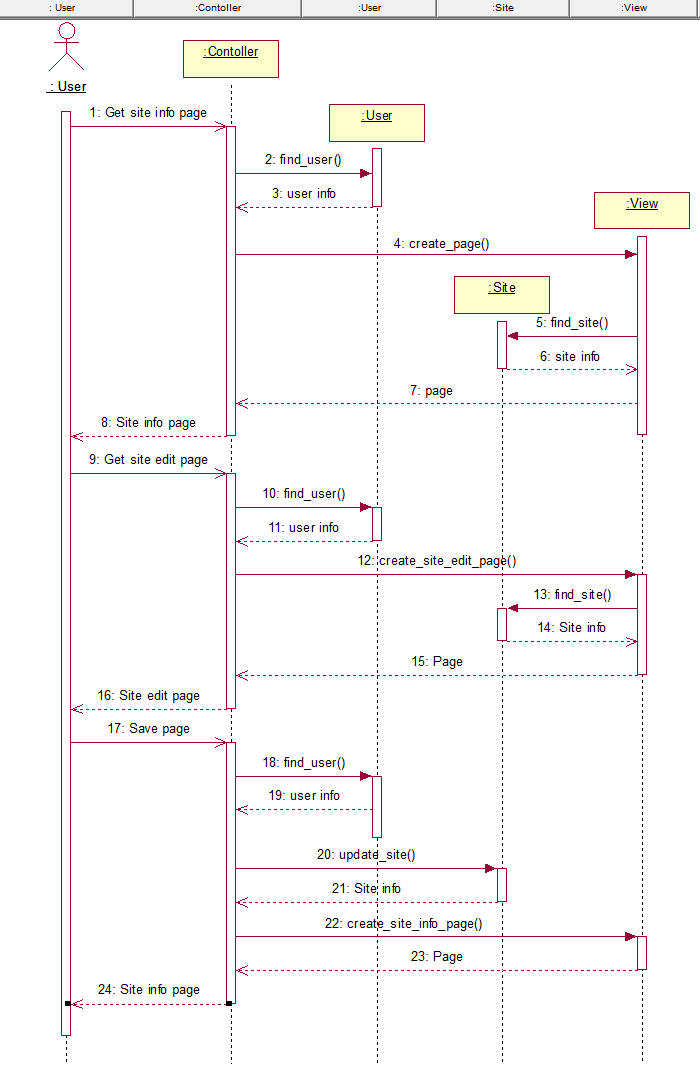 : User
:Contoller
:User
:Site
:View
: User
:Contoller
1: Get site info page
:User
2: find_user()
3: user info
:View
4: create_page()
:Site
5: find_site()
6: site info
7: page
8: Site info page
9: Get site edit page
10: find_user()
11: user info
12: create_site_edit_page()
13: find_site()
14: Site info
15: Page
16: Site edit page
17: Save page
18: find_user()
19: user info
20: update_site()
21: Site info
22: create_site_info_page()
23: Page
24: Site info page